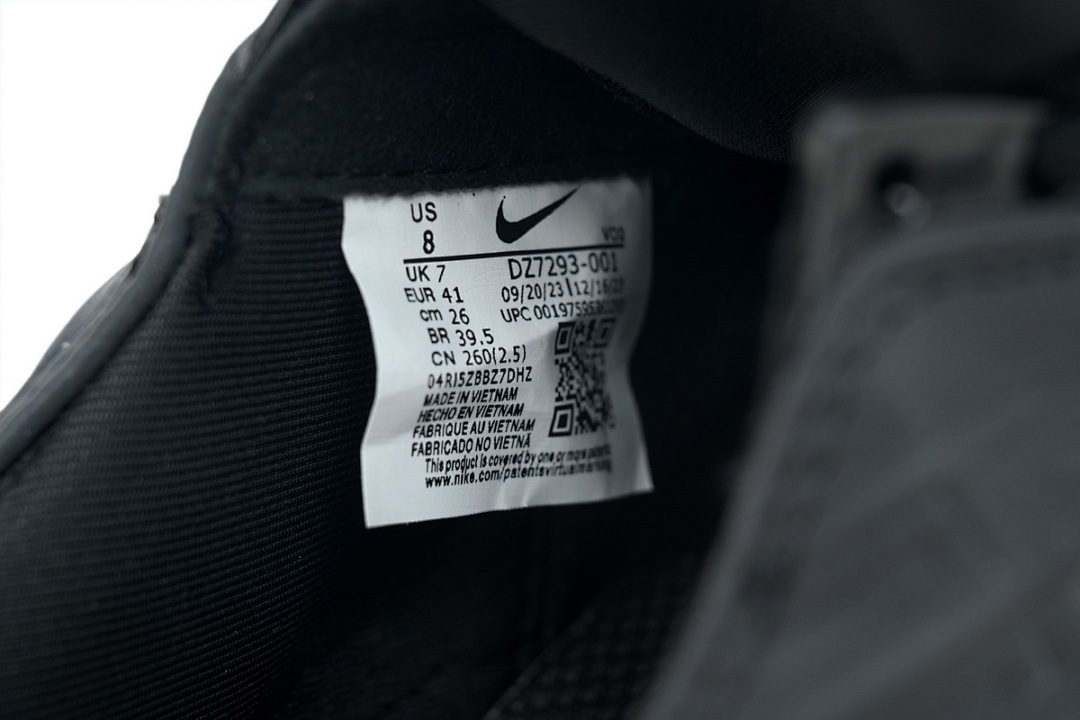 US
8
UK 7
EUR 41
cm 26
BR 39.5
CN 260(2.5)
04RI5ZBBZ7DHZ
MADE IN VIETNAM
HECHO EN VIETNAM
FABRIQUE AU VIETNAM
FABRICADO NO VIETNÃ
This product is covered by one or more patents.
www.nike.com/patentsvirtualmarking
DZ7293-001
09/20/23 12/16/23
UPC